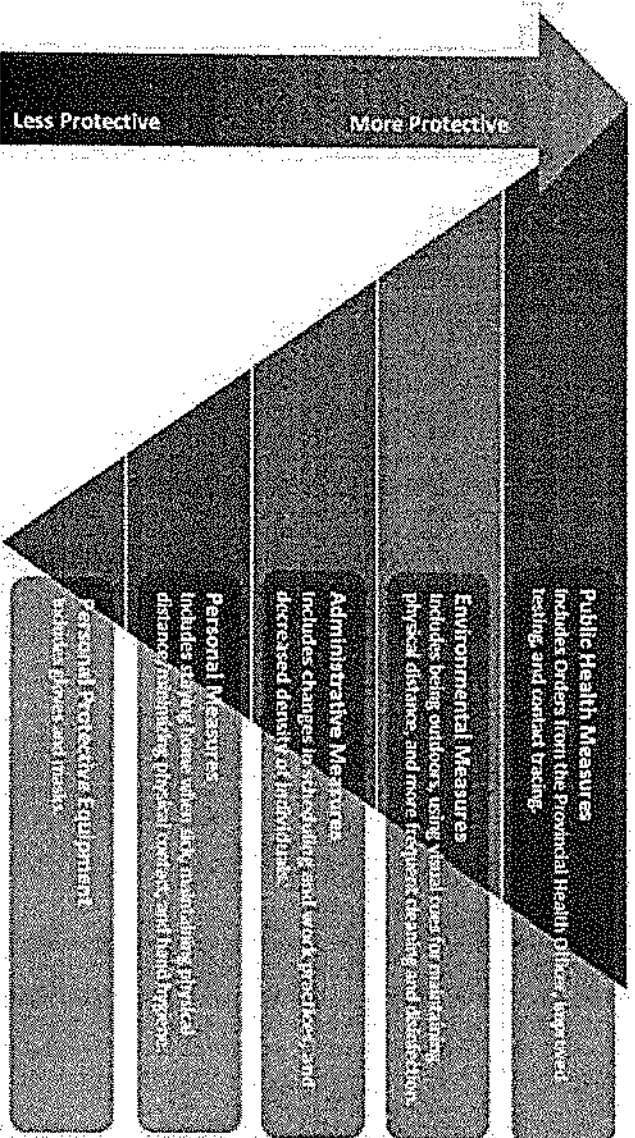 More Protective
Less Protective
Public Health Measures
Includes Orders from the Provincial Health Officer, improved
testing, and contact tracing.
Environmental Measures
Includes being outdoors, using visual cues for maintaining
physical distance, and more frequent cleaning and disinfection.
Administrative Measures
Includes changes in scheduling and work practices, and
decreased density of individuals.
Personal Measures
Includes staying home when sick, maintaining physical
distance/minimizing physical contact, and hand hygiene.
Personal Protective Equipment
Includes gloves and masks.